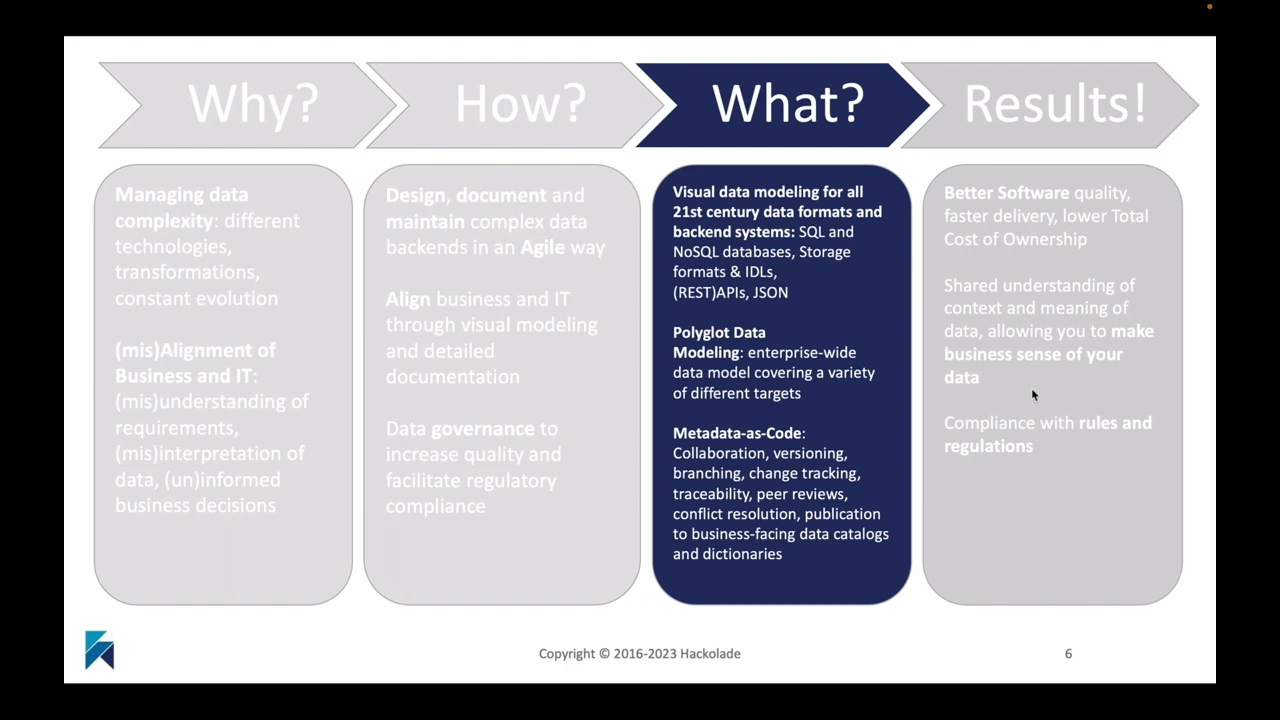 Why?
How?
What?
Results!
Managing data
complexity: different
technologies,
transformations,
constant evolution
(mis)Alignment of
Business and IT:
(mis)understanding of
requirements,
(mis)interpretation of
data, (un)informed
business decisions
Design, document and
maintain complex data
backends in an Agile way
Align business and IT
through visual modeling
and detailed
documentation
Data governance to
increase quality and
facilitate regulatory
compliance
Visual data modeling for all
21st century data formats and
backend systems: SQL and
NoSQL databases, Storage
formats & IDLs,
(REST)APIs, JSON
Polyglot Data
Modeling: enterprise-wide
data model covering a variety
of different targets
Metadata-as-Code:
Collaboration, versioning,
branching, change tracking,
traceability, peer reviews,
conflict resolution, publication
to business-facing data catalogs
and dictionaries
Better Software quality,
faster delivery, lower Total
Cost of Ownership
Shared understanding of
context and meaning of
data, allowing you to make
business sense of your
data
Compliance with rules and
regulations
Copyright © 2016-2023 Hackolade
6